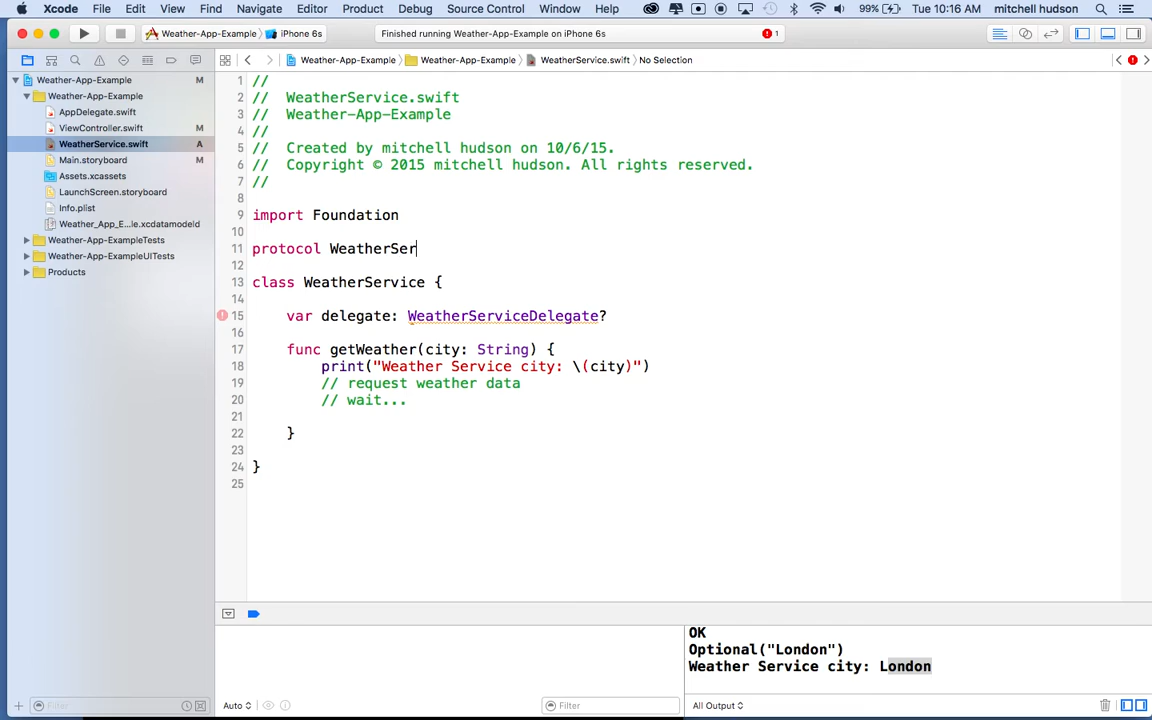 Xcode File Edit View Find Navigate Editor Product Debug Source Control Window Help 99% Tue 10:16 AM mitchell hudson
Weather-App-Example iPhone 6s Finished running Weather-App-Example on iPhone 6s 1
Weather-App-Example Weather-App-Example WeatherService.swift No Selection
Weather-App-Example M
Weather-App-Example
AppDelegate.swift
ViewController.swift M
WeatherService.swift A
Main.storyboard M
Assets.xcassets
LaunchScreen.storyboard
Info.plist
Weather_App_E...le.xcdatamodeld
Weather-App-ExampleTests
Weather-App-ExampleUITests
Products
1 //
2 // WeatherService.swift
3 // Weather-App-Example
4 //
5 // Created by mitchell hudson on 10/6/15.
6 // Copyright © 2015 mitchell hudson. All rights reserved.
7 //
8
9 import Foundation
10
11 protocol WeatherSer
12
13 class WeatherService {
14
15 var delegate: WeatherServiceDelegate?
16
17 func getWeather(city: String) {
18 print("Weather Service city: \(city)")
19 // request weather data
20 // wait...
21
22 }
23
24 }
25
OK
Optional("London")
Weather Service city: London
Filter Auto Filter All Output